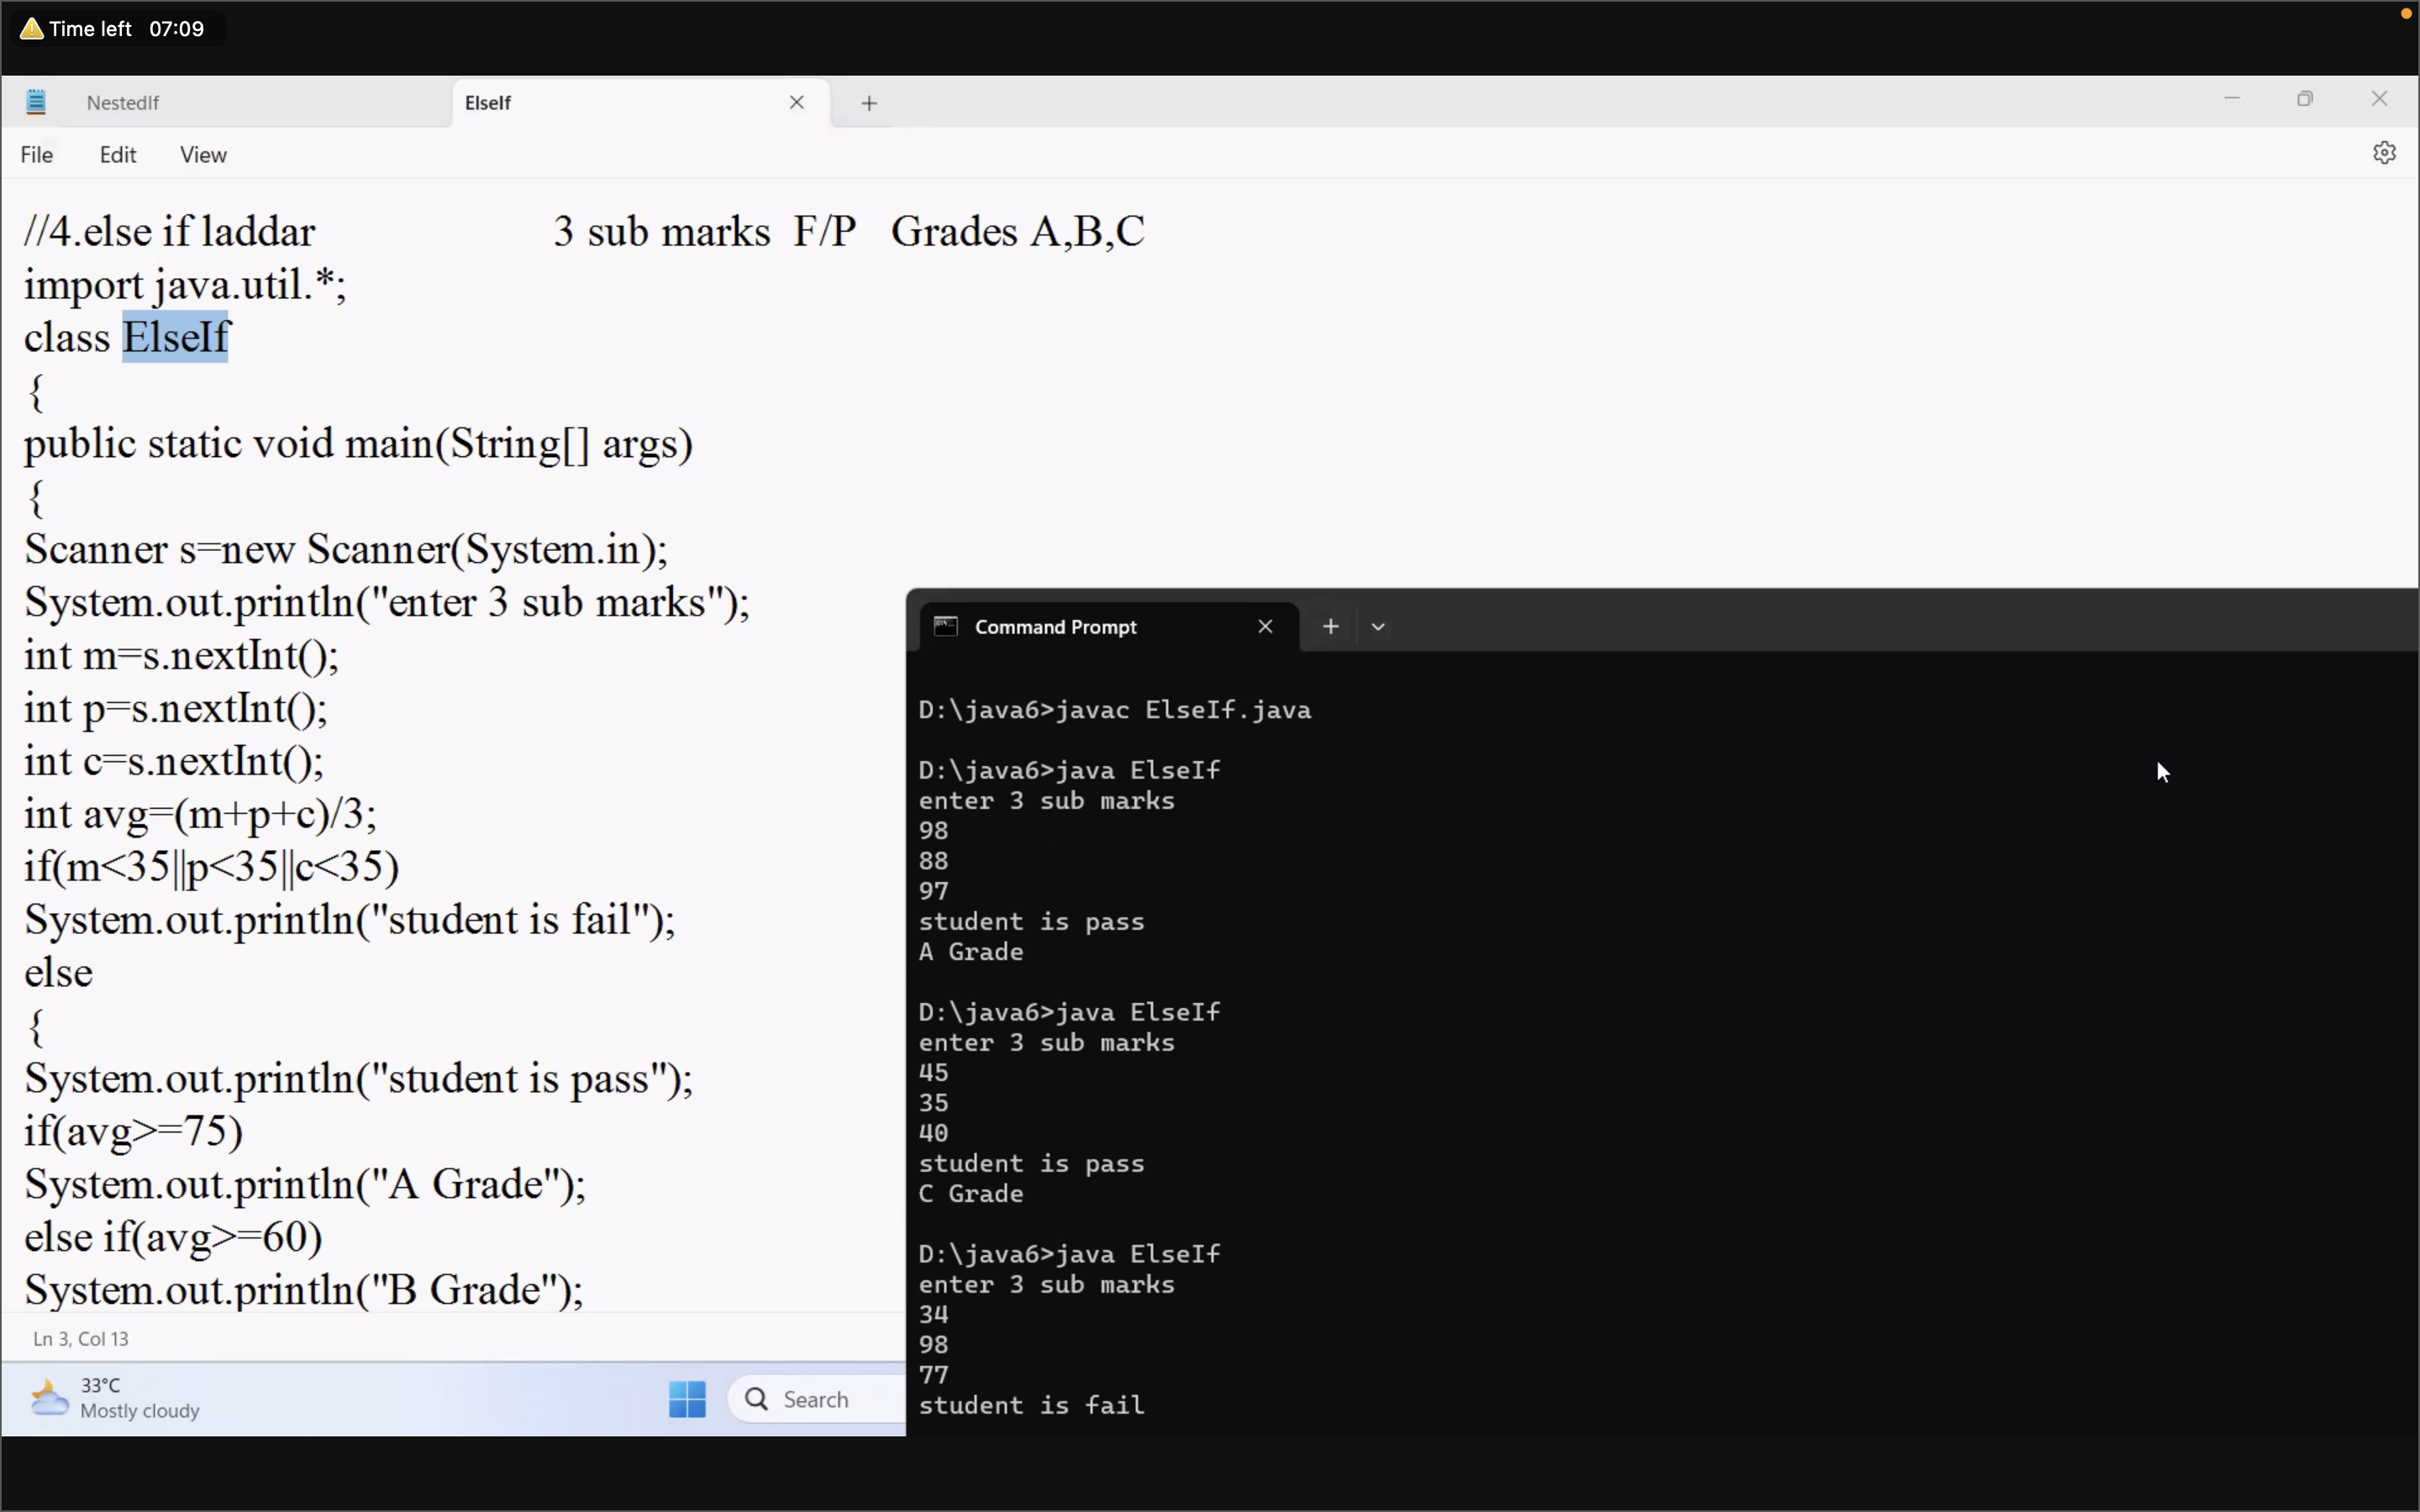 Time left 07:09
NestedIf
ElseIf
File Edit View
//4.else if laddar 3 sub marks F/P Grades A,B,C
import java.util.*;
class ElseIf
{
public static void main(String[] args)
{
Scanner s=new Scanner(System.in);
System.out.println("enter 3 sub marks");
int m=s.nextInt();
int p=s.nextInt();
int c=s.nextInt();
int avg=(m+p+c)/3;
if(m<35||p<35||c<35)
System.out.println("student is fail");
else
{
System.out.println("student is pass");
if(avg>=75)
System.out.println("A Grade");
else if(avg>=60)
System.out.println("B Grade");
Ln 3, Col 13
33°C
Mostly cloudy
Search
Command Prompt
D:\java6>javac ElseIf.java
D:\java6>java ElseIf
enter 3 sub marks
98
88
97
student is pass
A Grade
D:\java6>java ElseIf
enter 3 sub marks
45
35
40
student is pass
C Grade
D:\java6>java ElseIf
enter 3 sub marks
34
98
77
student is fail